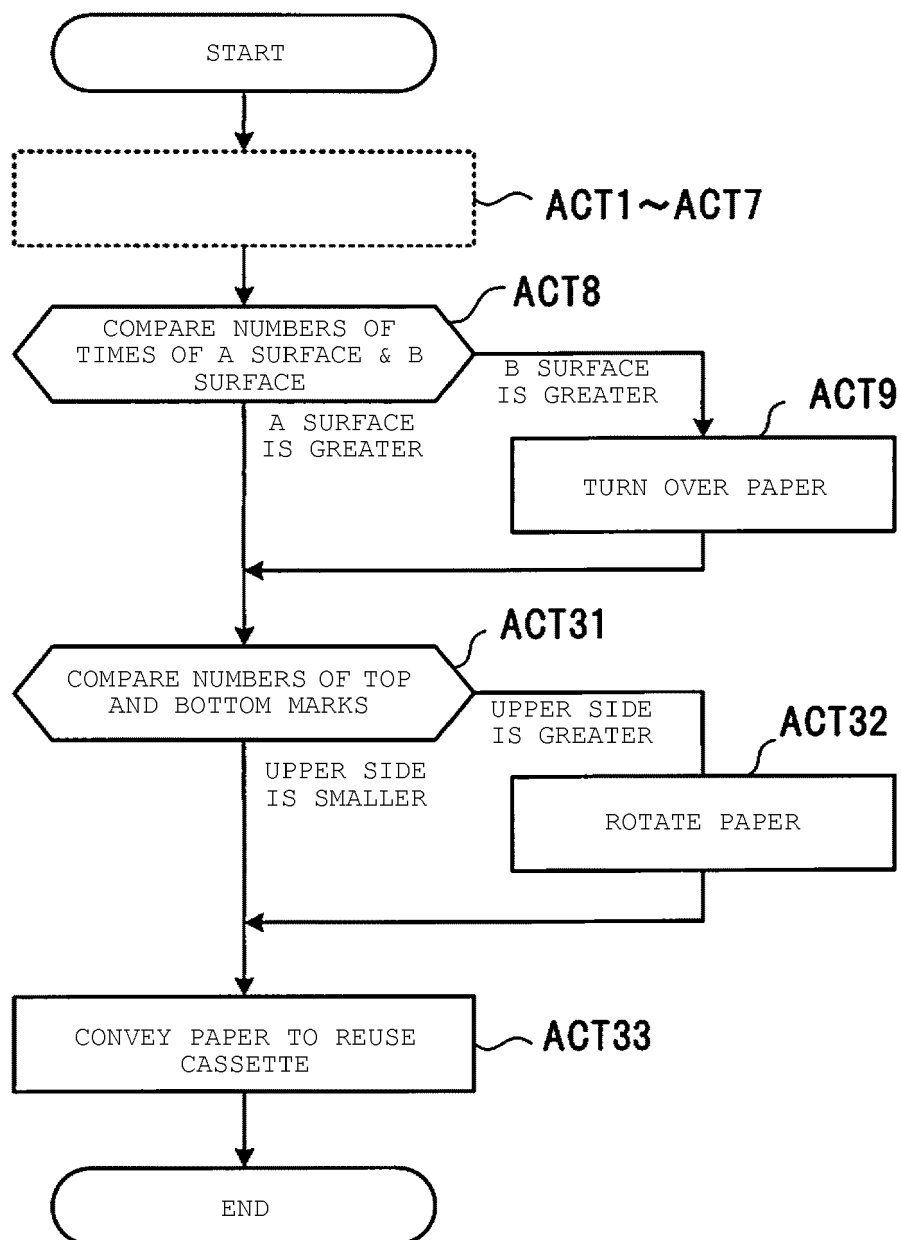 START
ACT1～ACT7
ACT8
COMPARE NUMBERS OF
TIMES OF A SURFACE & B
SURFACE
B SURFACE
IS GREATER
A SURFACE
IS GREATER
ACT9
TURN OVER PAPER
ACT31
COMPARE NUMBERS OF TOP
AND BOTTOM MARKS
UPPER SIDE
IS GREATER
UPPER SIDE
IS SMALLER
ACT32
ROTATE PAPER
CONVEY PAPER TO REUSE
CASSETTE
ACT33
END